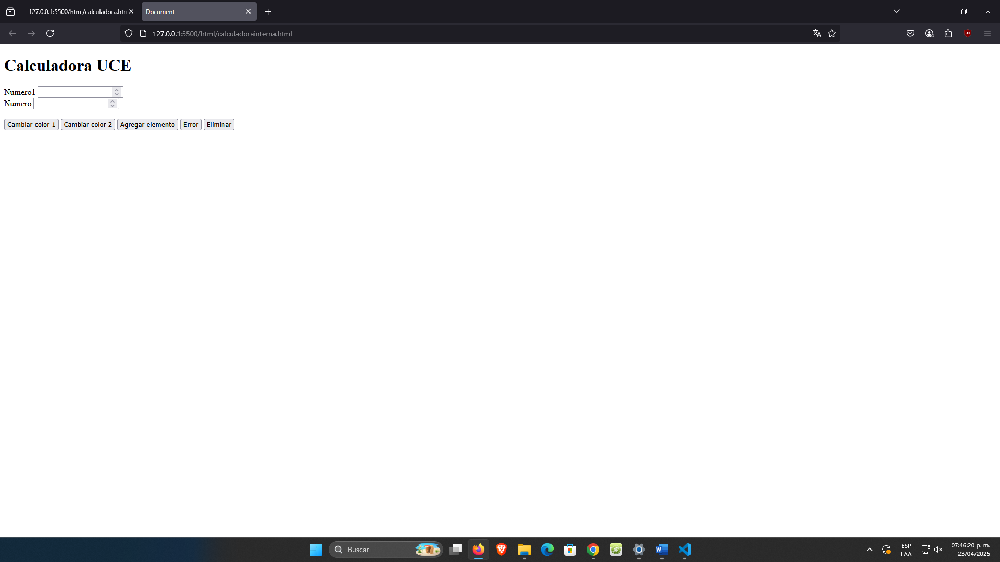 127.0.0.1:5500/html/calculadora.htm
Document
127.0.0.1:5500/html/calculadorainterna.html
Calculadora UCE
Numero1
Numero
Cambiar color 1 Cambiar color 2 Agregar elemento Error Eliminar
Buscar
ESP
LAA
07:46:20 p. m.
23/04/2025